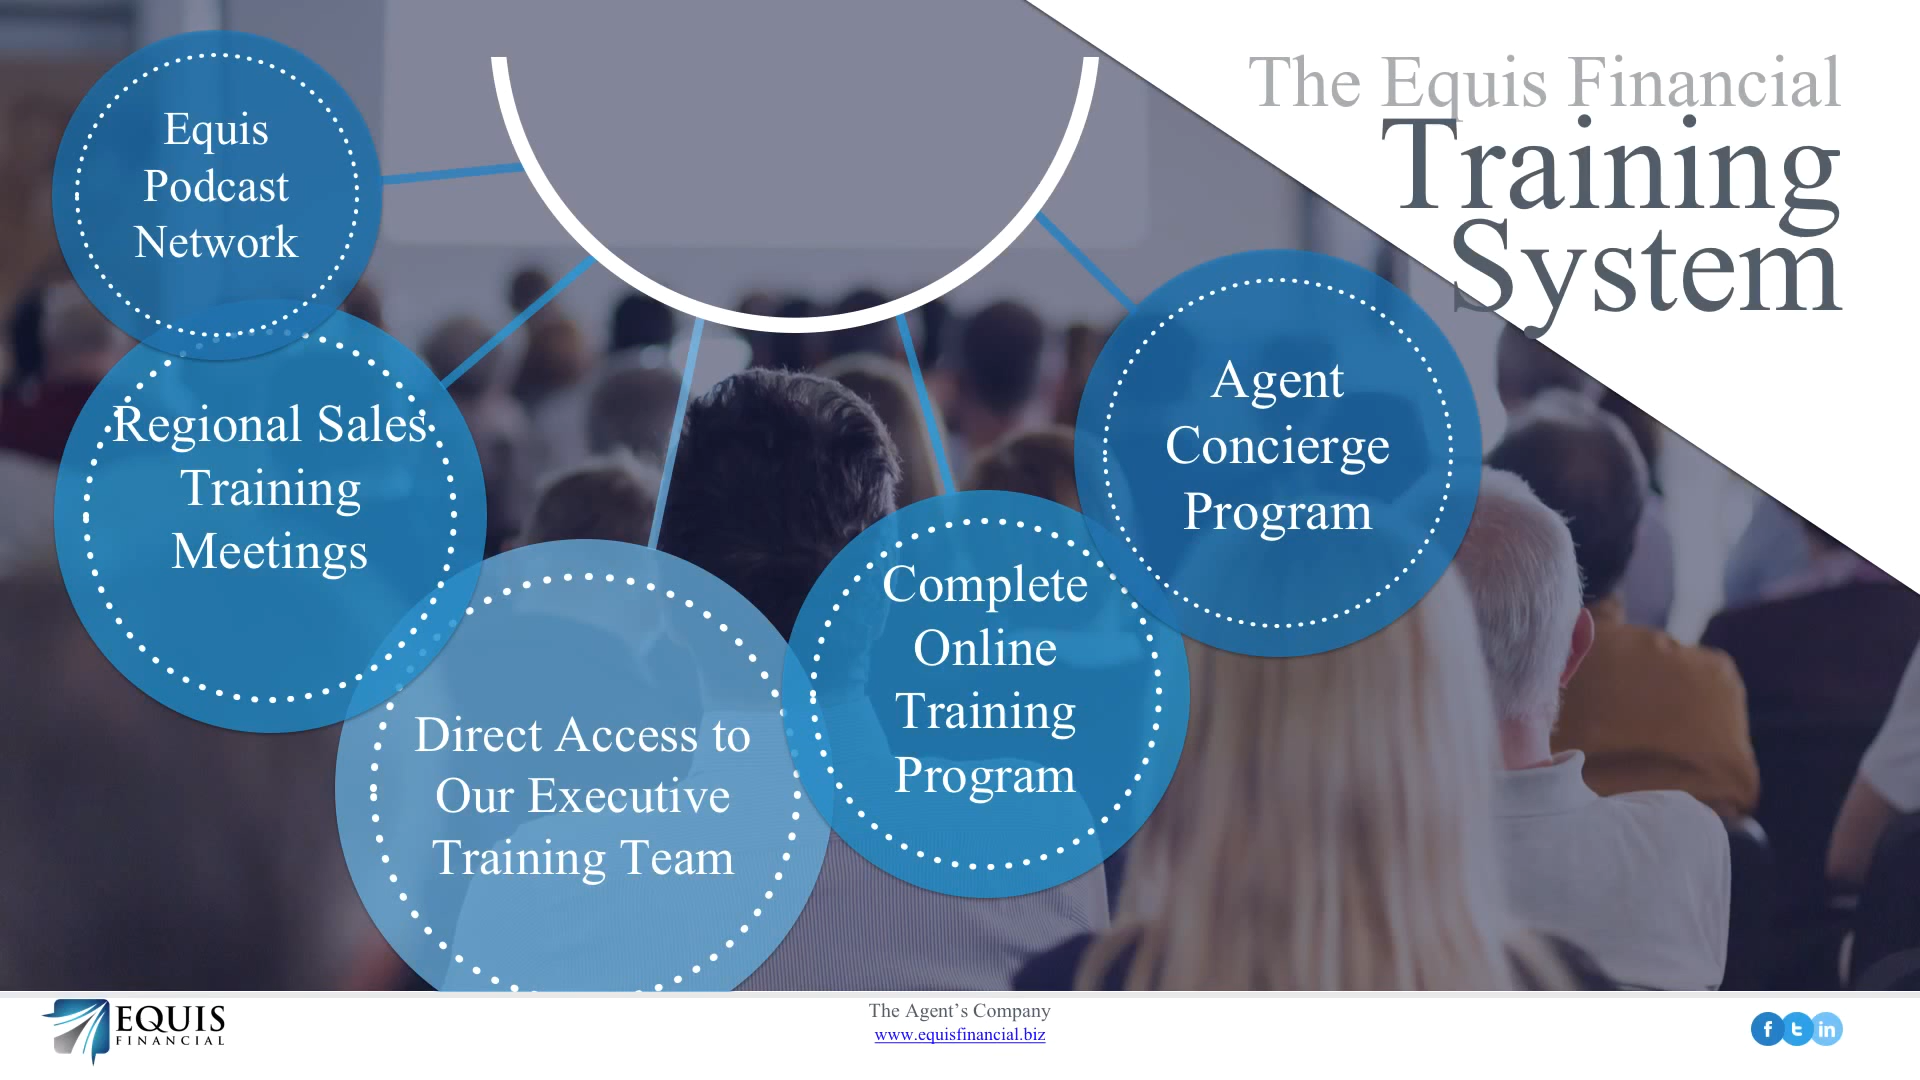 The Equis Financial
Training
System
Equis
Podcast
Network
Regional Sales
Training
Meetings
Direct Access to
Our Executive
Training Team
Complete
Online
Training
Program
Agent
Concierge
Program
EQUIS
FINANCIAL
The Agent’s Company
www.equisfinancial.biz
f t in